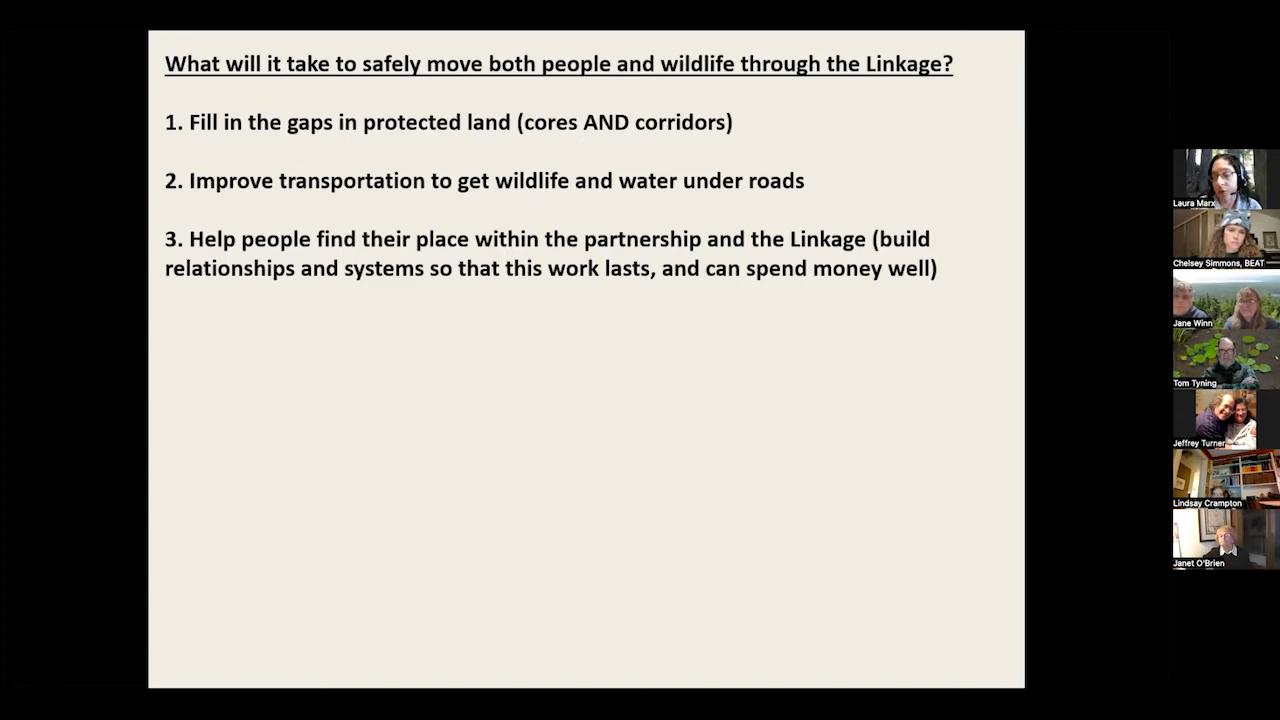 What will it take to safely move both people and wildlife through the Linkage?
1. Fill in the gaps in protected land (cores AND corridors)
2. Improve transportation to get wildlife and water under roads
3. Help people find their place within the partnership and the Linkage (build
relationships and systems so that this work lasts, and can spend money well)
Laura Marx
Chelsey Simmons, BEAT
Jane Winn
Tom Tyning
Jeffrey Turner
Lindsay Crampton
Janet O'Brien